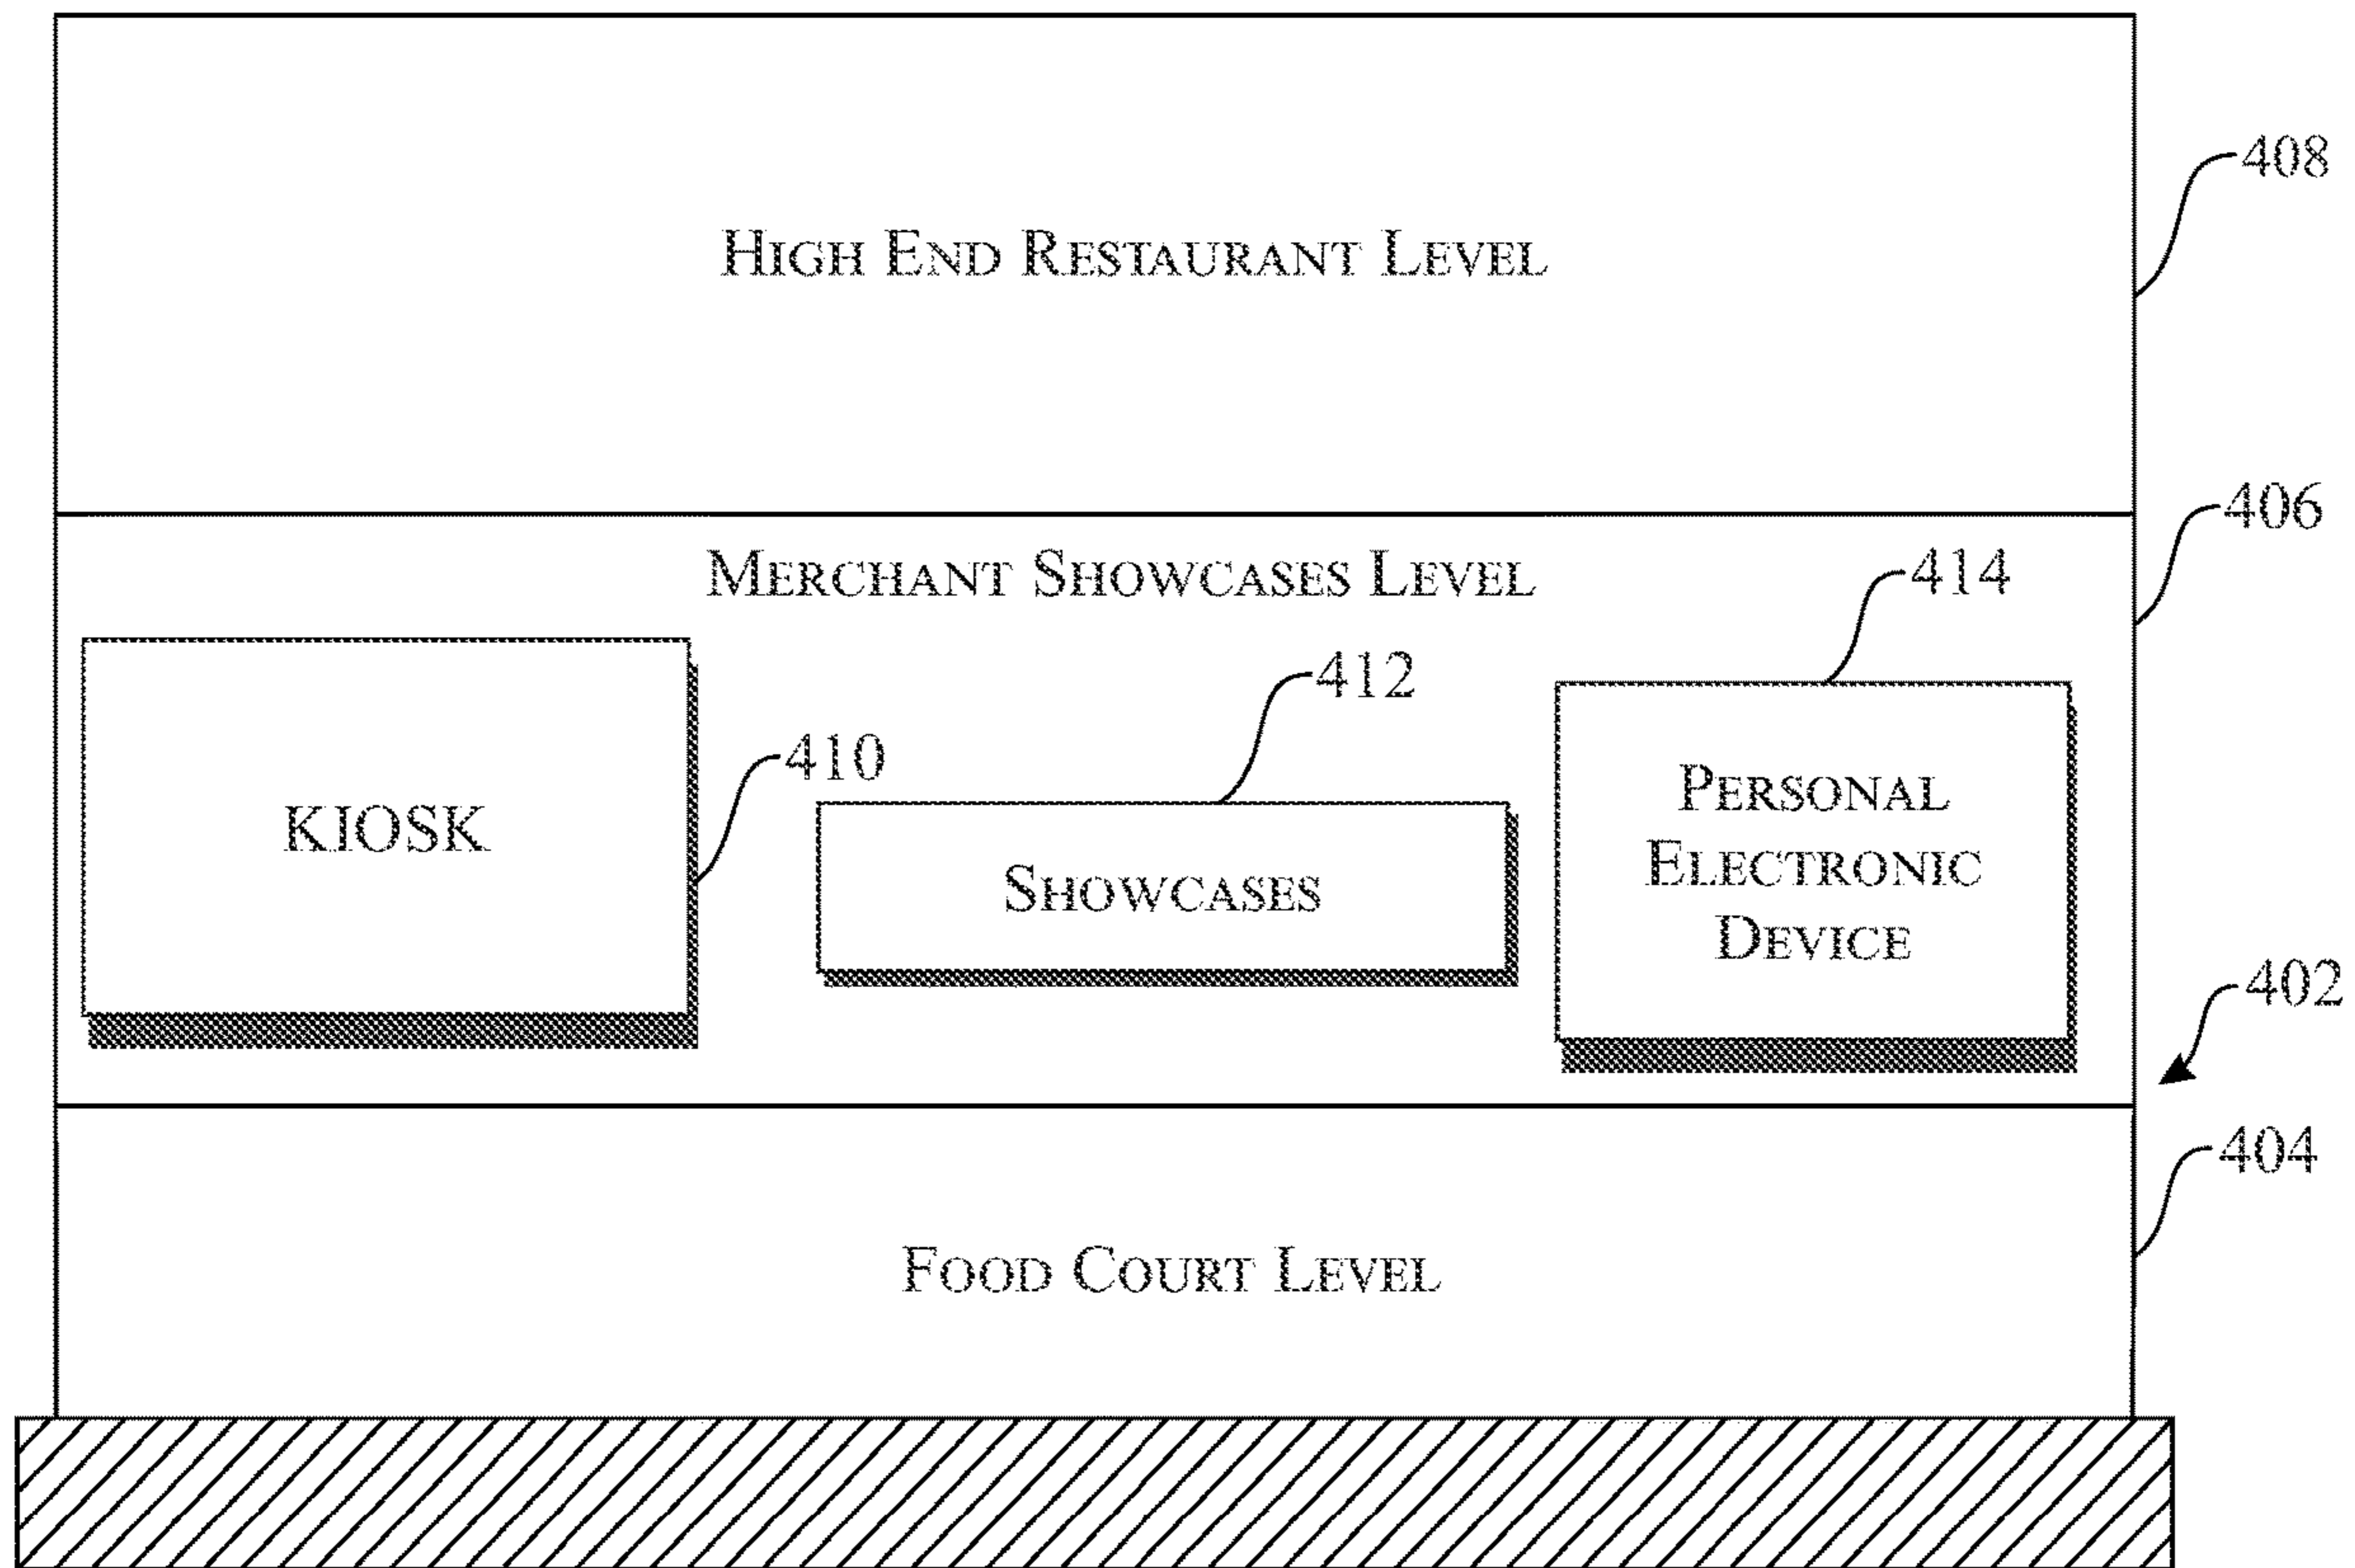 408
HIGH END RESTAURANT LEVEL
406
MERCHANT SHOWCASES LEVEL
414
412
410
KIOSK
SHOWCASES
PERSONAL
ELECTRONIC
DEVICE
402
404
FOOD COURT LEVEL